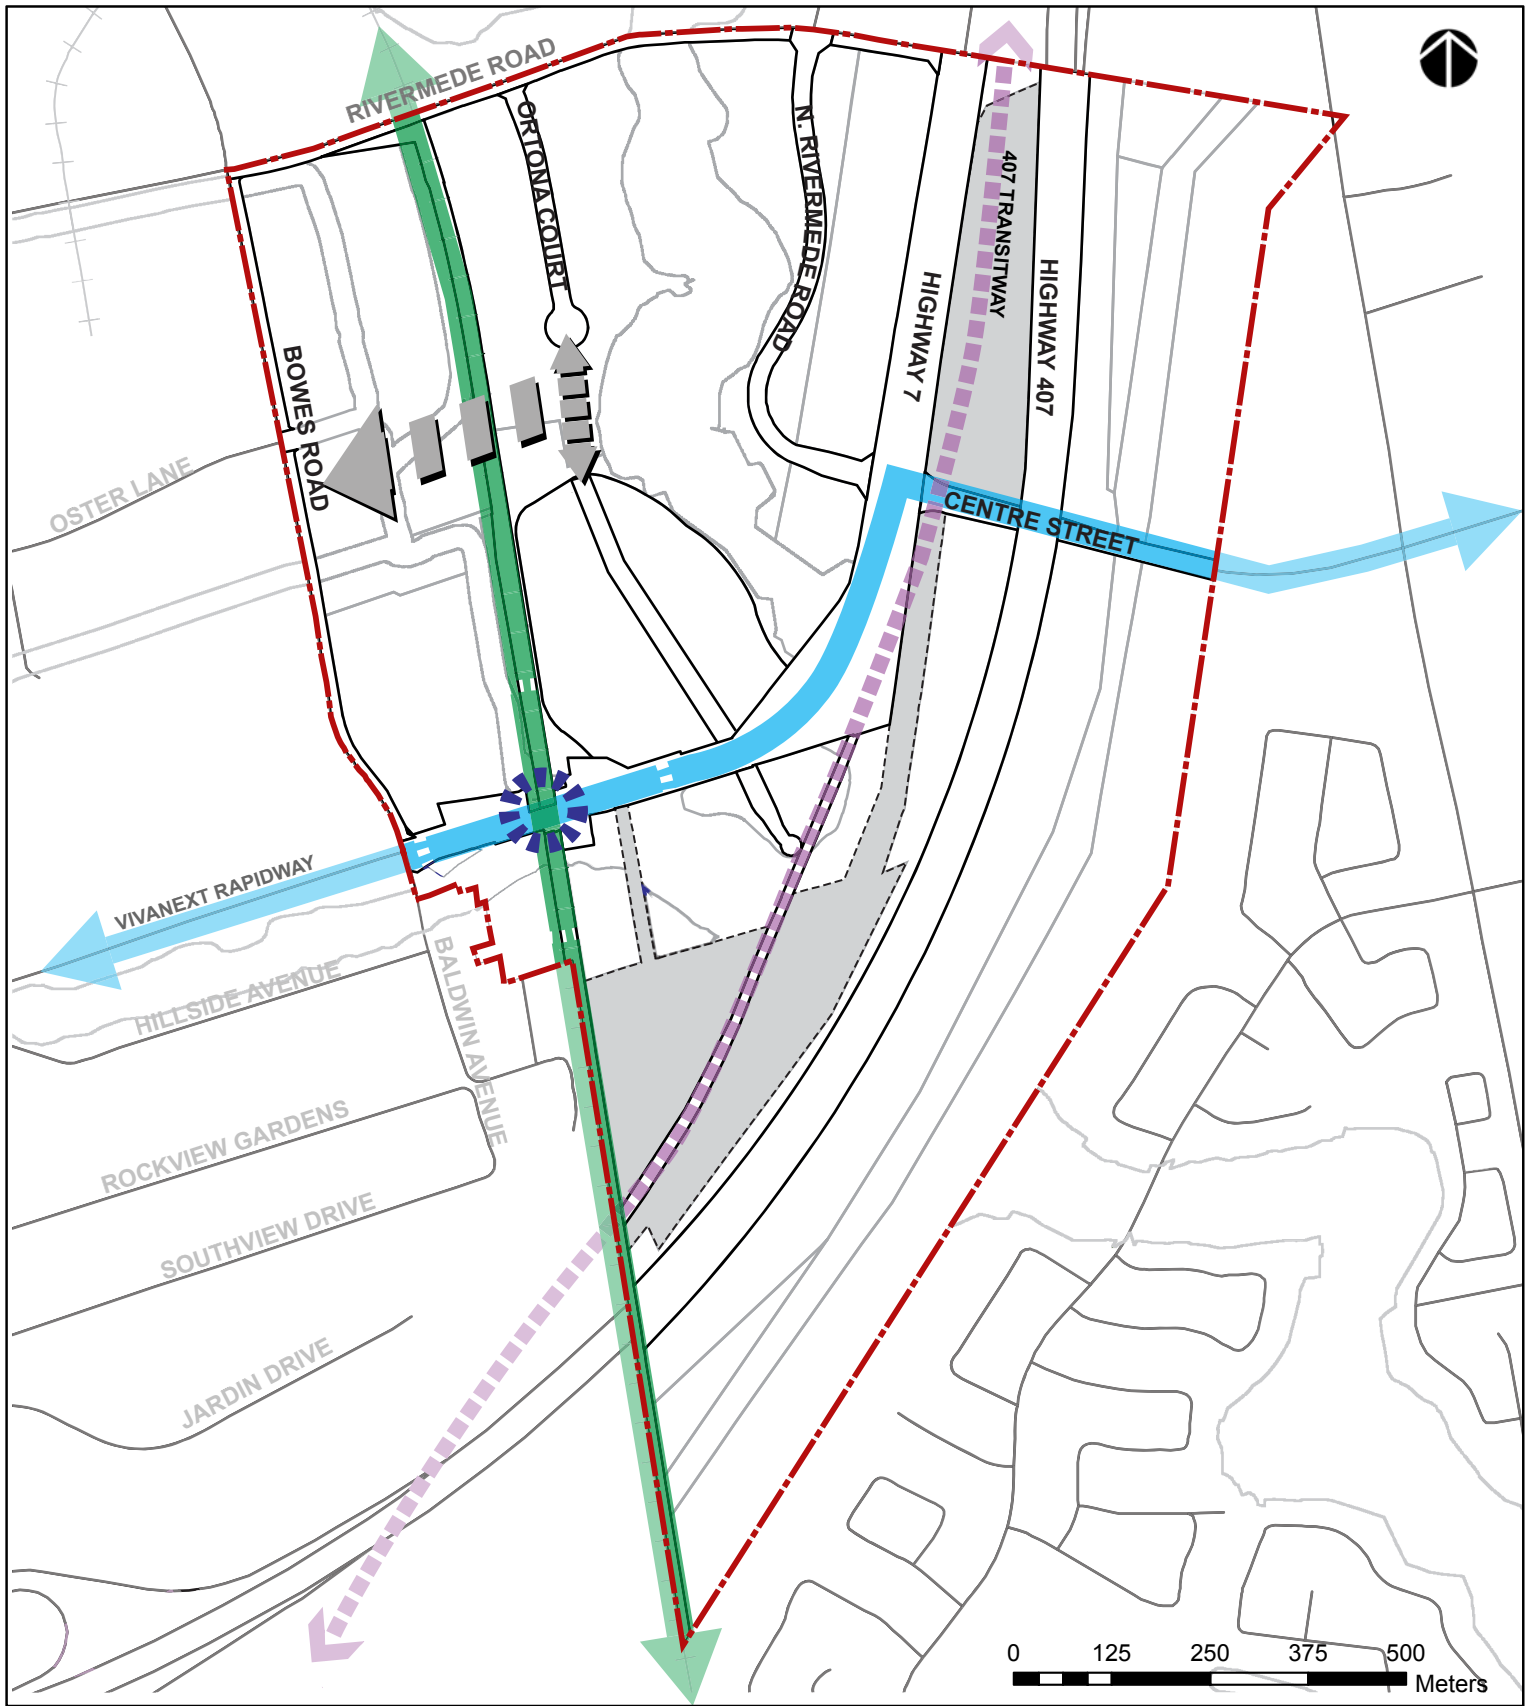 RIVERMEDE ROAD
ORTONA COURT
N. RIVERMEDE ROAD
407 TRANSITWAY
HIGHWAY 7
HIGHWAY 407
BOWES ROAD
OSTER LANE
CENTRE STREET
VIVANEXT RAPIDWAY
HILLSIDE AVENUE
BALDWIN AVENUE
ROCKVIEW GARDENS
SOUTHVIEW DRIVE
JARDIN DRIVE
0 125 250 375 500
Meters